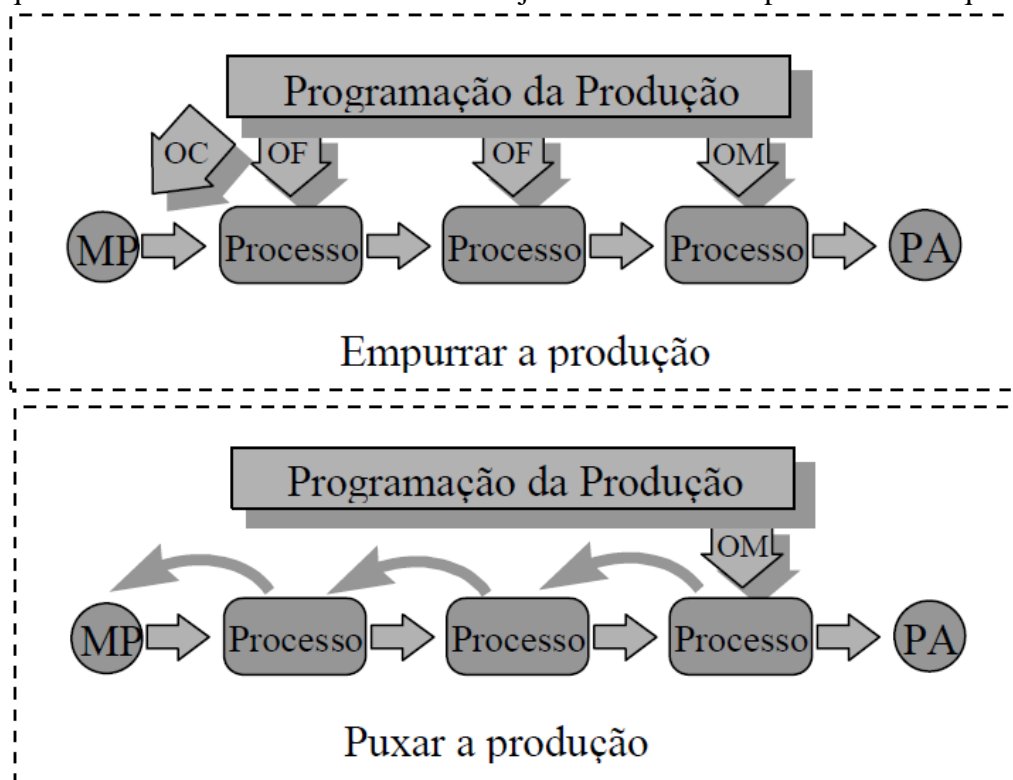 Programação da Produção
OC OF OF OM
MP Processo Processo Processo PA
Empurrar a produção
Programação da Produção
OM
MP Processo Processo Processo PA
Puxar a produção